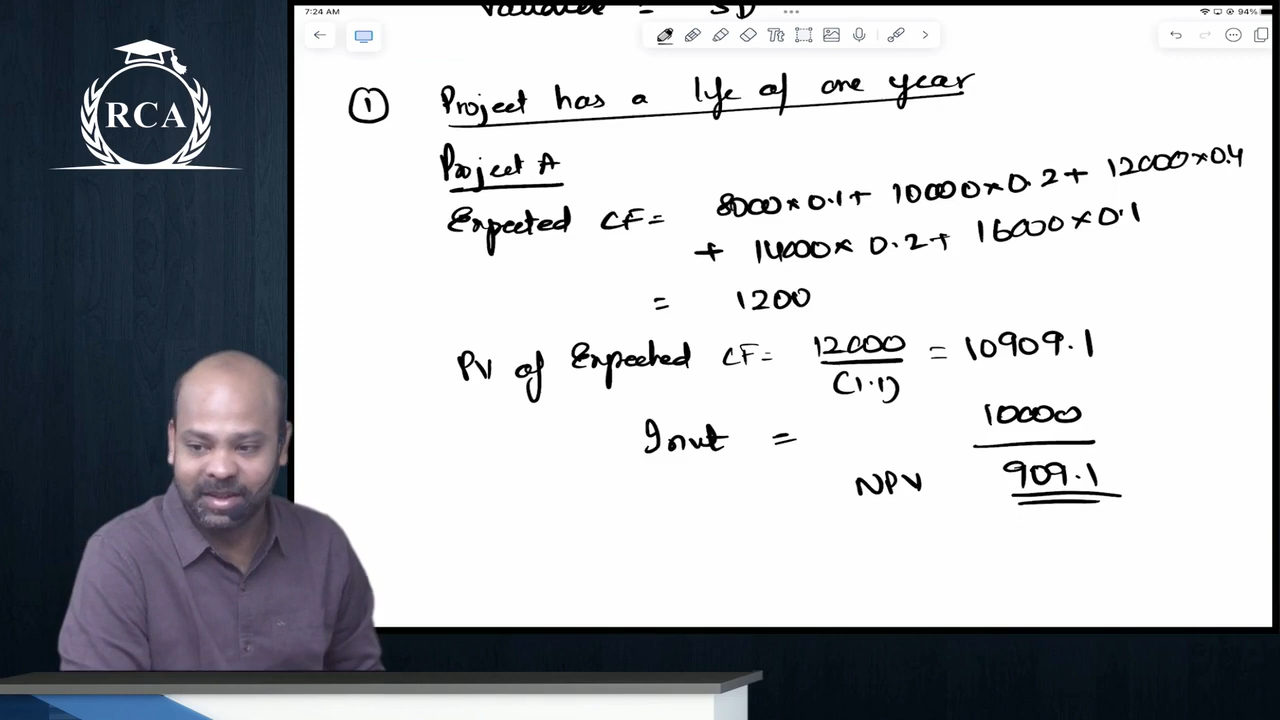 7:24 AM
94%
= SD
RCA
① Project has a life of one year
Project A
Expected CF = 8000 × 0.1 + 10000 × 0.2 + 12000 × 0.4
+ 14000 × 0.2 + 16000 × 0.1
= 1200
PV of Expected CF = 12000 / (1.1) = 10909.1
Invt = 10000
NPV 909.1